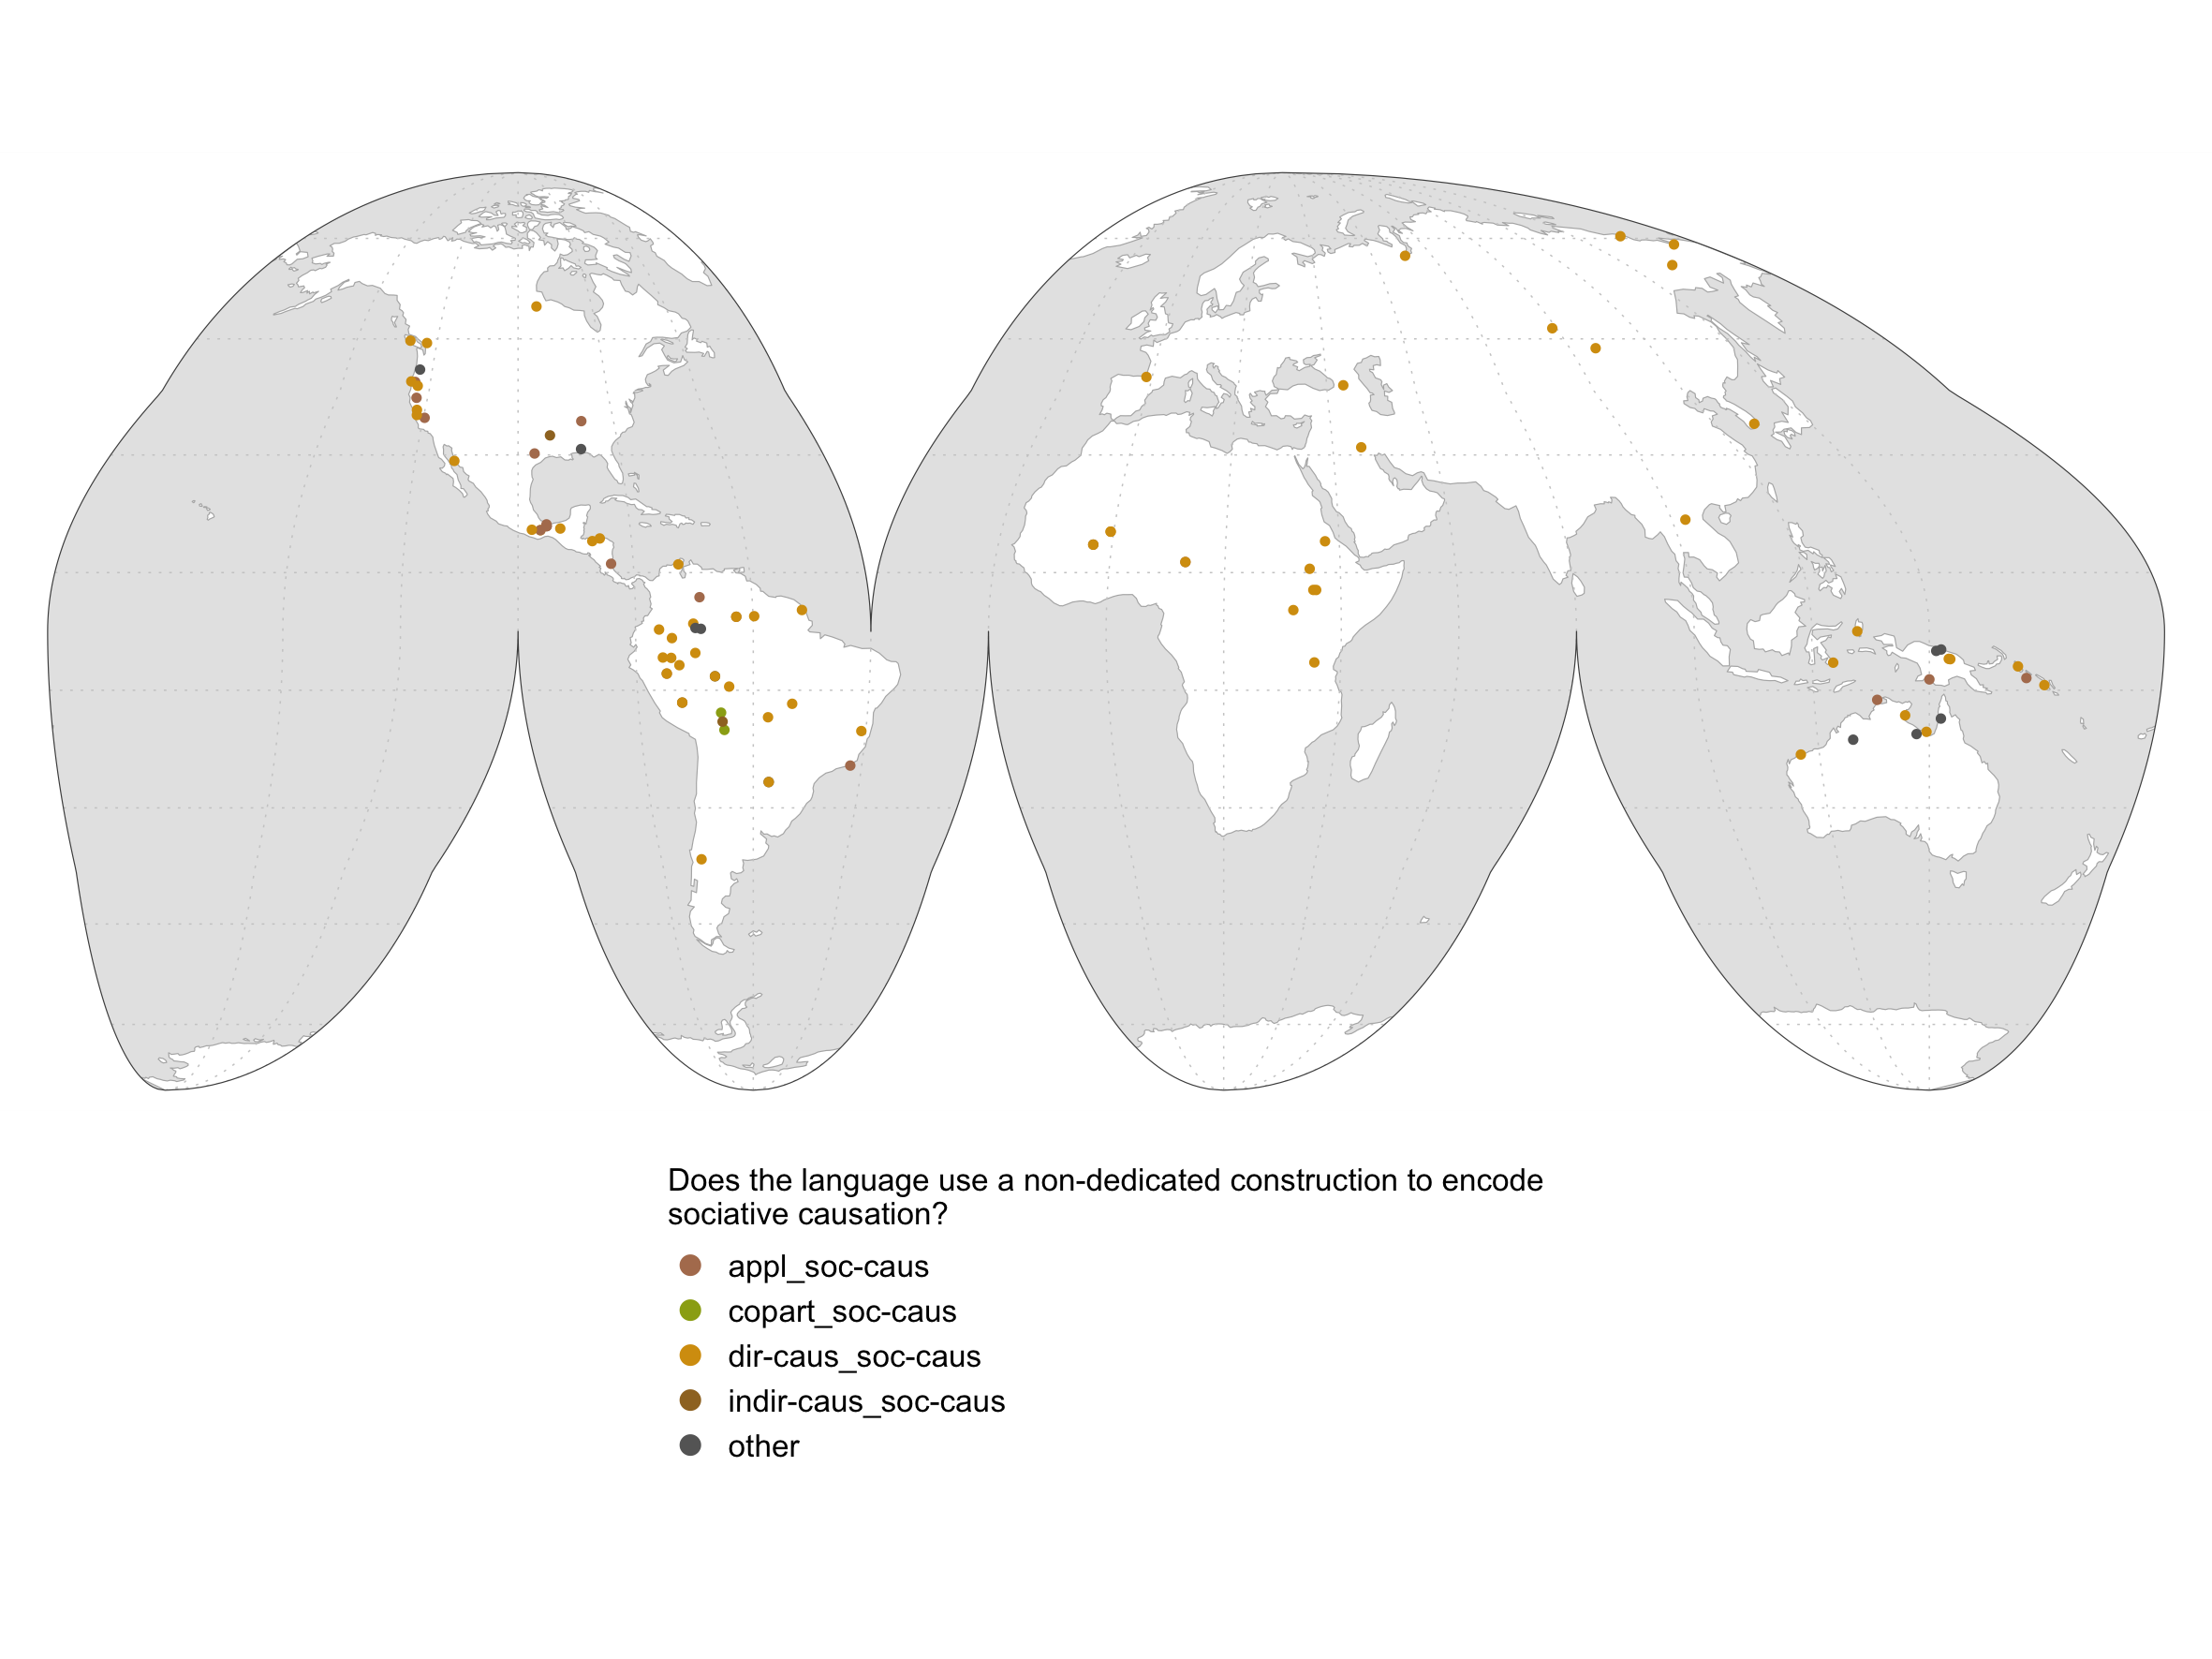 Does the language use a non-dedicated construction to encode
sociative causation?
appl_soc-caus
copart_soc-caus
dir-caus_soc-caus
indir-caus_soc-caus
other